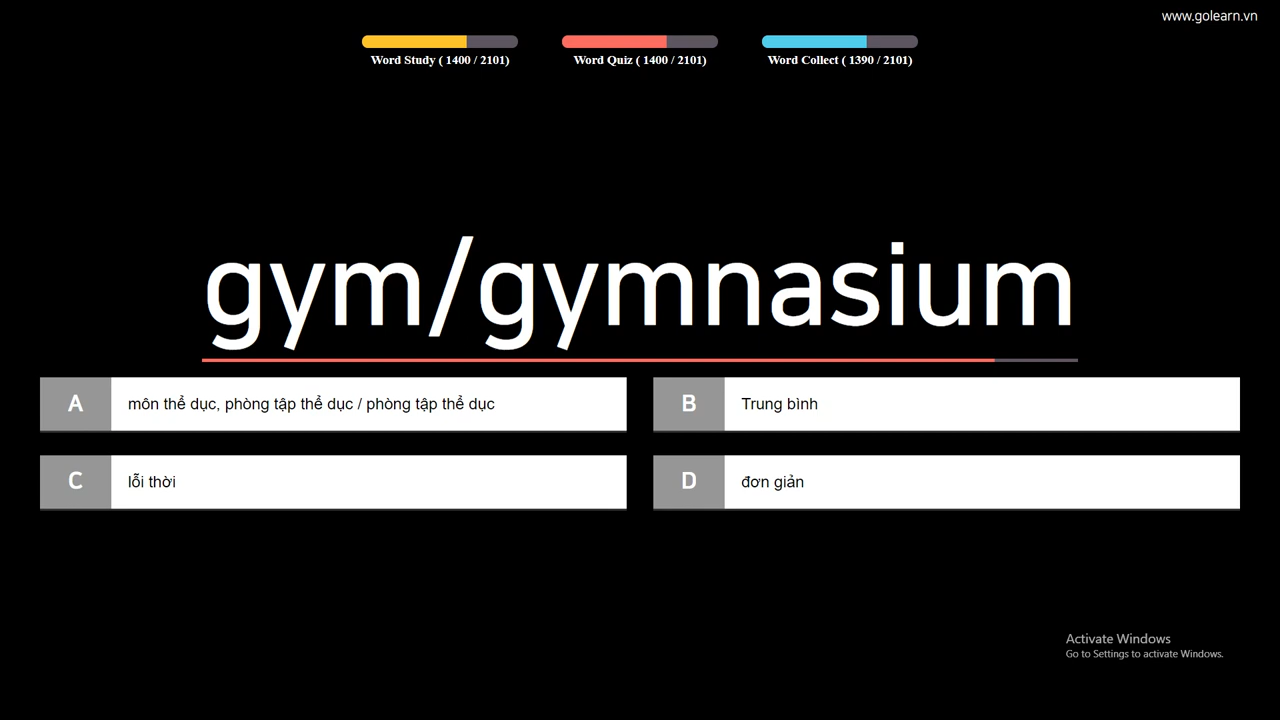 www.golearn.vn
Word Study ( 1400 / 2101)
Word Quiz ( 1400 / 2101)
Word Collect ( 1390 / 2101)
gym/gymnasium
A môn thể dục, phòng tập thể dục / phòng tập thể dục
B Trung bình
C lỗi thời
D đơn giản
Activate Windows
Go to Settings to activate Windows.